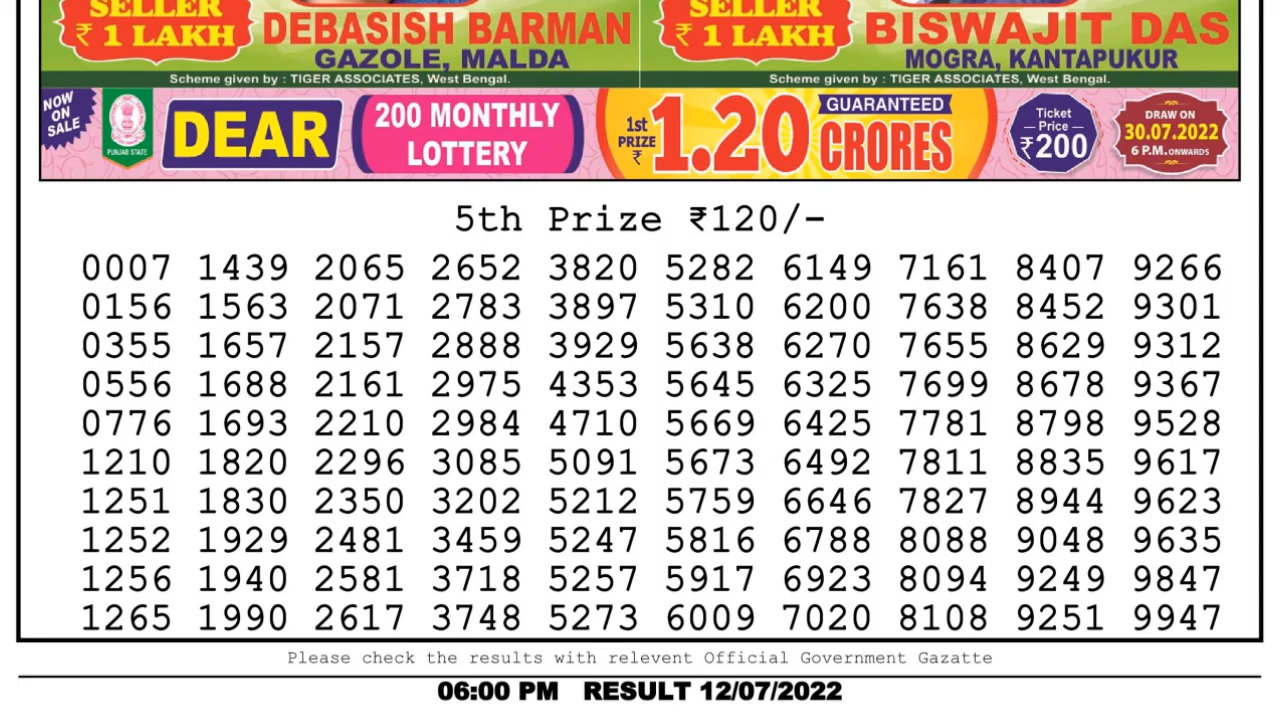 SELLER
₹ 1 LAKH
DEBASISH BARMAN
GAZOLE, MALDA
Scheme given by : TIGER ASSOCIATES, West Bengal.
SELLER
₹ 1 LAKH
BISWAJIT DAS
MOGRA, KANTAPUKUR
Scheme given by : TIGER ASSOCIATES, West Bengal.
NOW
ON
SALE
PUNJAB STATE
DEAR
200 MONTHLY
LOTTERY
1st
PRIZE
₹
1.20
GUARANTEED
CRORES
Ticket
Price
₹200
DRAW ON
30.07.2022
6 P.M. ONWARDS
5th Prize ₹120/-
0007 1439 2065 2652 3820 5282 6149 7161 8407 9266
0156 1563 2071 2783 3897 5310 6200 7638 8452 9301
0355 1657 2157 2888 3929 5638 6270 7655 8629 9312
0556 1688 2161 2975 4353 5645 6325 7699 8678 9367
0776 1693 2210 2984 4710 5669 6425 7781 8798 9528
1210 1820 2296 3085 5091 5673 6492 7811 8835 9617
1251 1830 2350 3202 5212 5759 6646 7827 8944 9623
1252 1929 2481 3459 5247 5816 6788 8088 9048 9635
1256 1940 2581 3718 5257 5917 6923 8094 9249 9847
1265 1990 2617 3748 5273 6009 7020 8108 9251 9947
Please check the results with relevent Official Government Gazatte
06:00 PM RESULT 12/07/2022